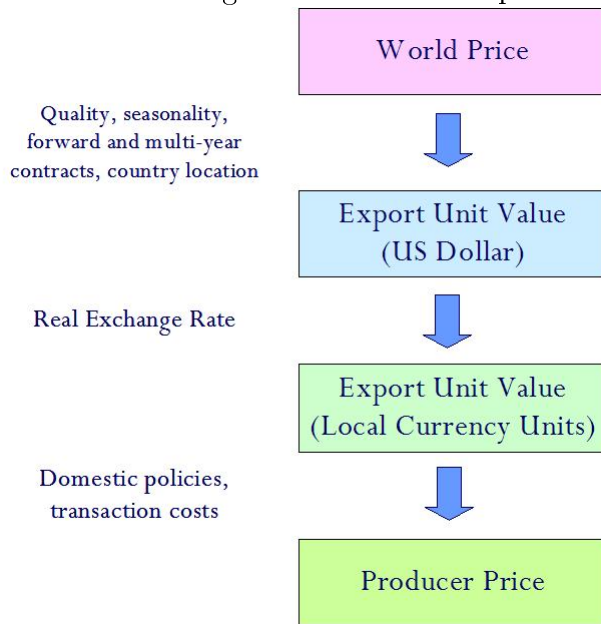 World Price
Quality, seasonality,
forward and multi-year
contracts, country location
Export Unit Value
(US Dollar)
Real Exchange Rate
Export Unit Value
(Local Currency Units)
Domestic policies,
transaction costs
Producer Price